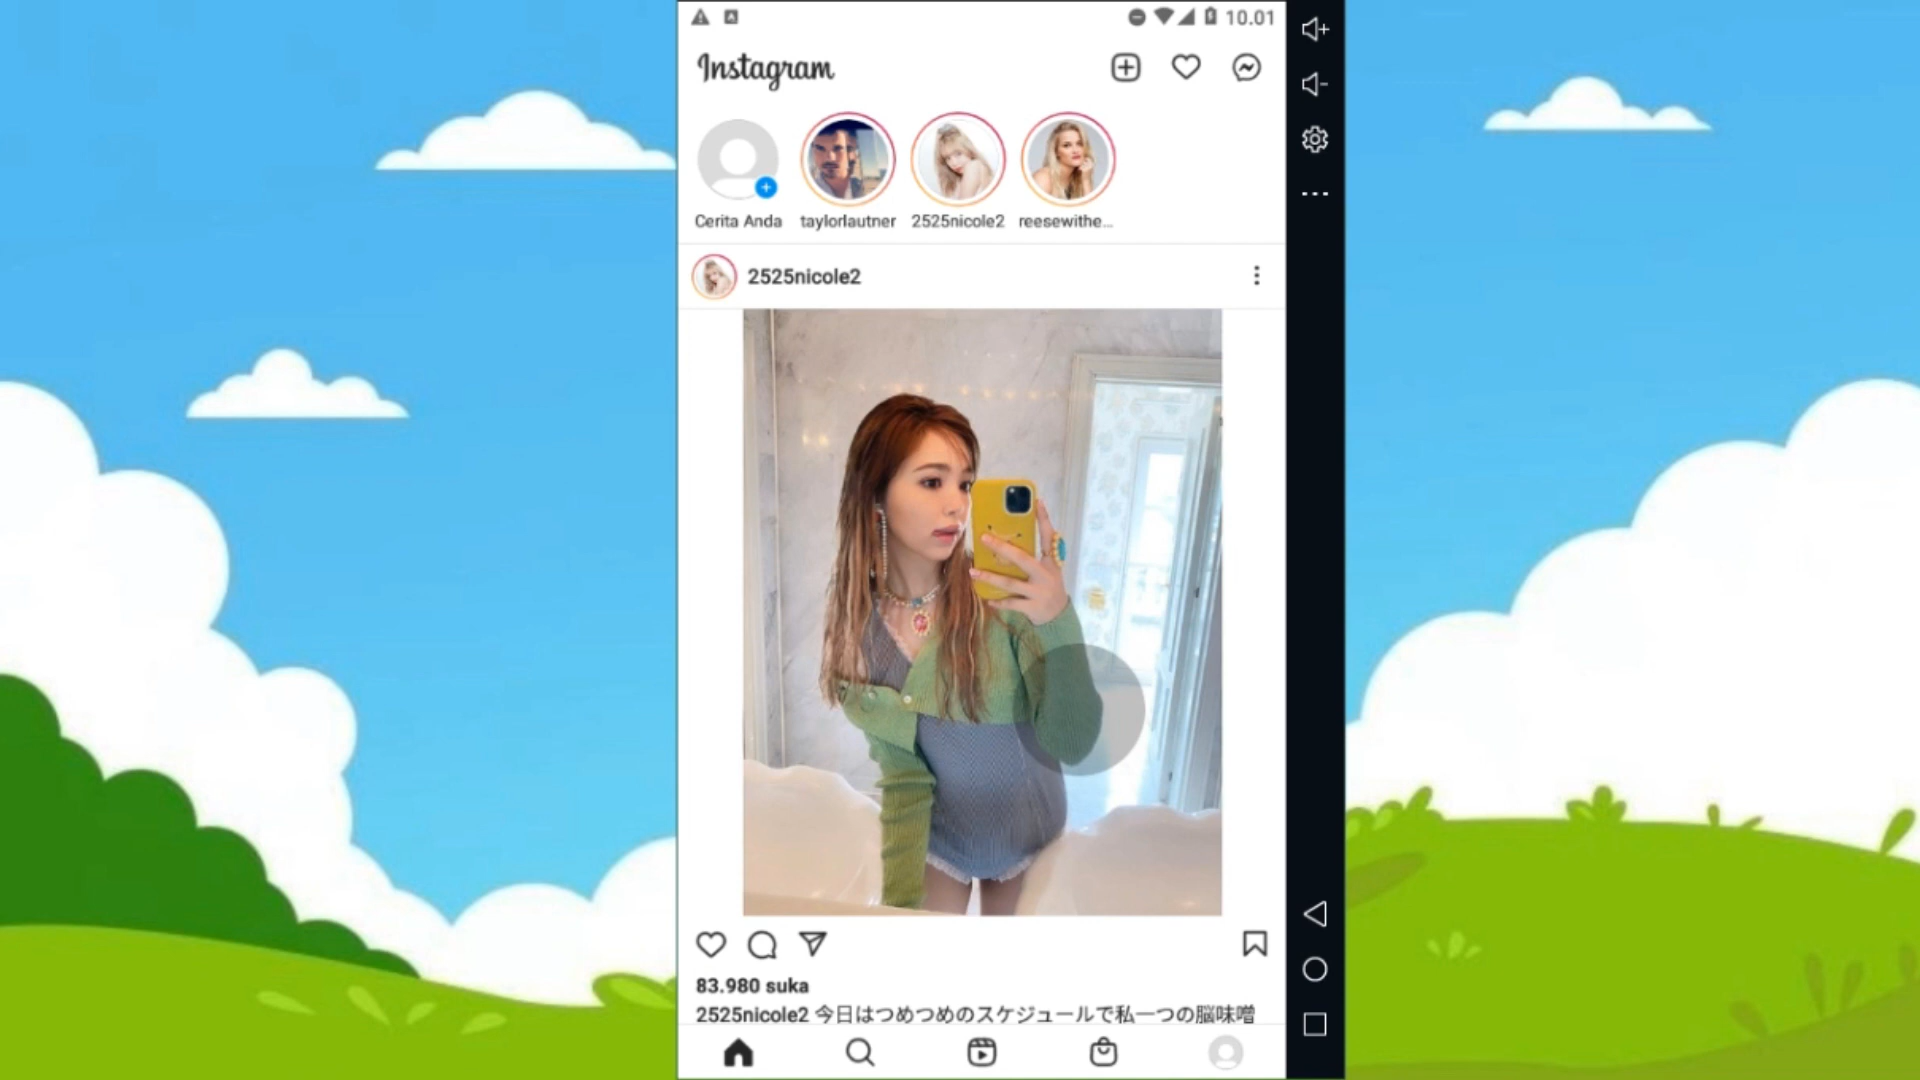 10.01
Instagram
Cerita Anda
taylorlautner
2525nicole2
reesewithe...
2525nicole2
83.980 suka
2525nicole2 今日はつめつめのスケジュールで私一つの脳味噌